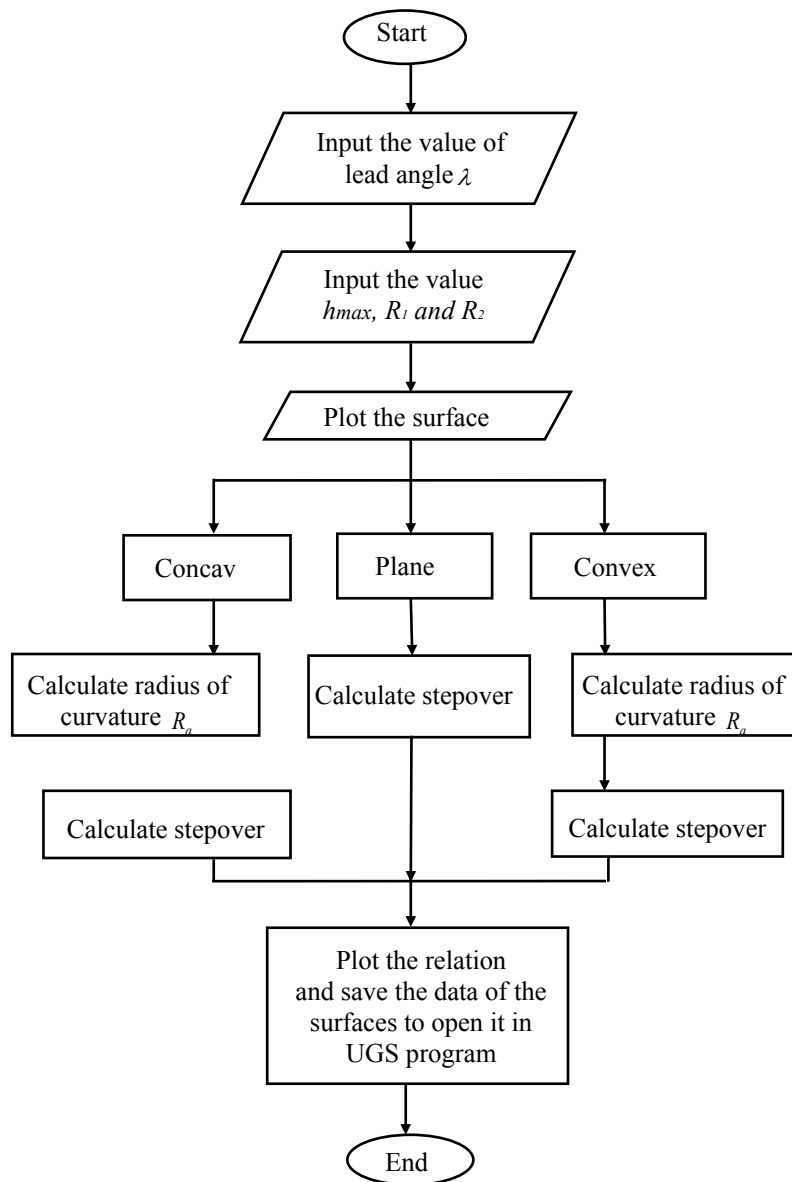 Start
Input the value of
lead angle λ
Input the value
hmax, R1 and R2
Plot the surface
Concav
Plane
Convex
Calculate radius of
curvature Ra
Calculate stepover
Calculate radius of
curvature Ra
Calculate stepover
Calculate stepover
Plot the relation
and save the data of the
surfaces to open it in
UGS program
End